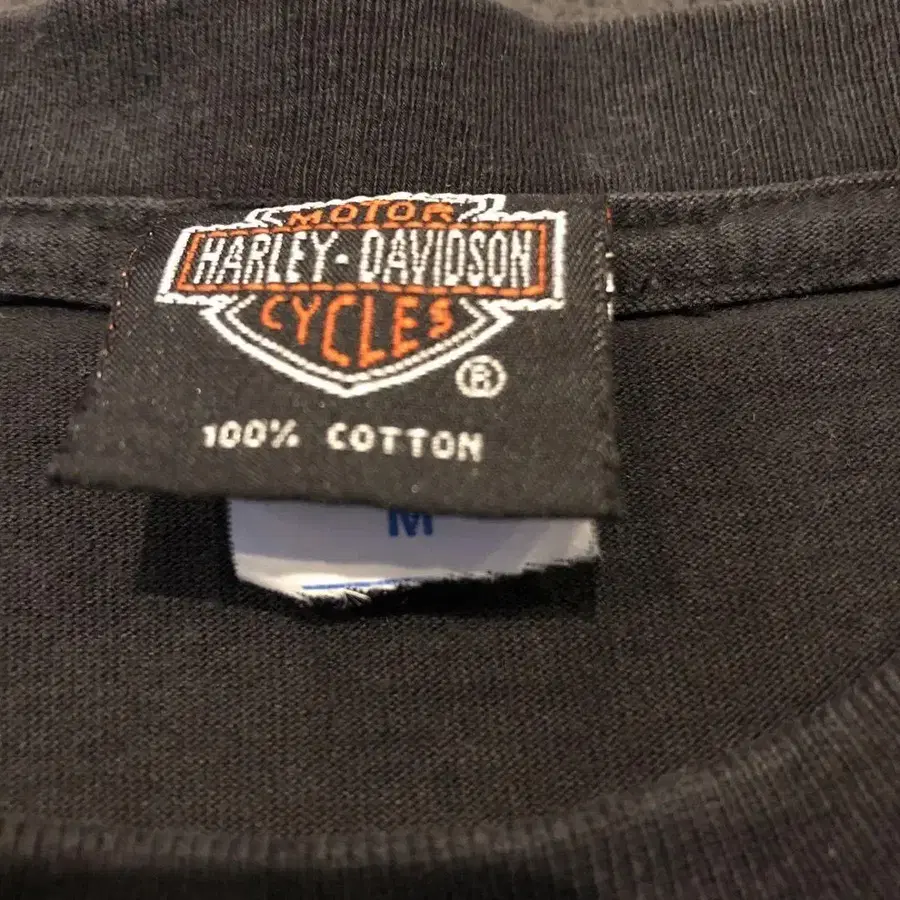 MOTOR
HARLEY-DAVIDSON
CYCLES
®
100% COTTON
M